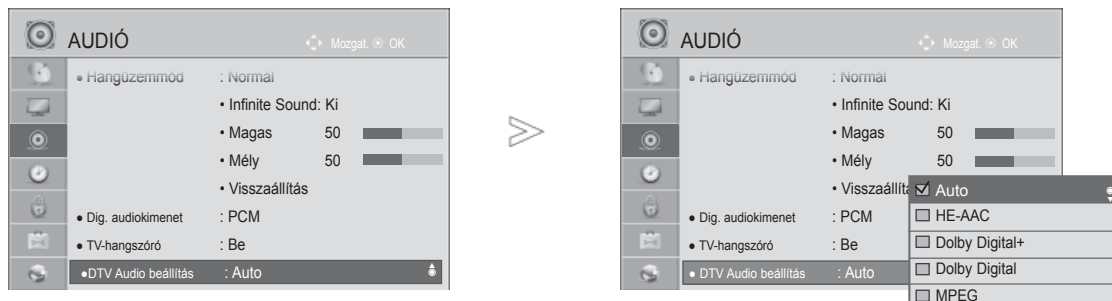 AUDIÓ
Mozgat. OK
• Hangüzemmód : Normál
• Infinite Sound: Ki
• Magas 50
• Mély 50
• Visszaállítás
● Dig. audiokimenet : PCM
● TV-hangszóró : Be
●DTV Audio beállítás : Auto
AUDIÓ
Mozgat. OK
• Hangüzemmód : Normál
• Infinite Sound: Ki
• Magas 50
• Mély 50
• Visszaállítá
● Dig. audiokimenet : PCM
● TV-hangszóró : Be
● DTV Audio beállítás : Auto
Auto
HE-AAC
Dolby Digital+
Dolby Digital
MPEG